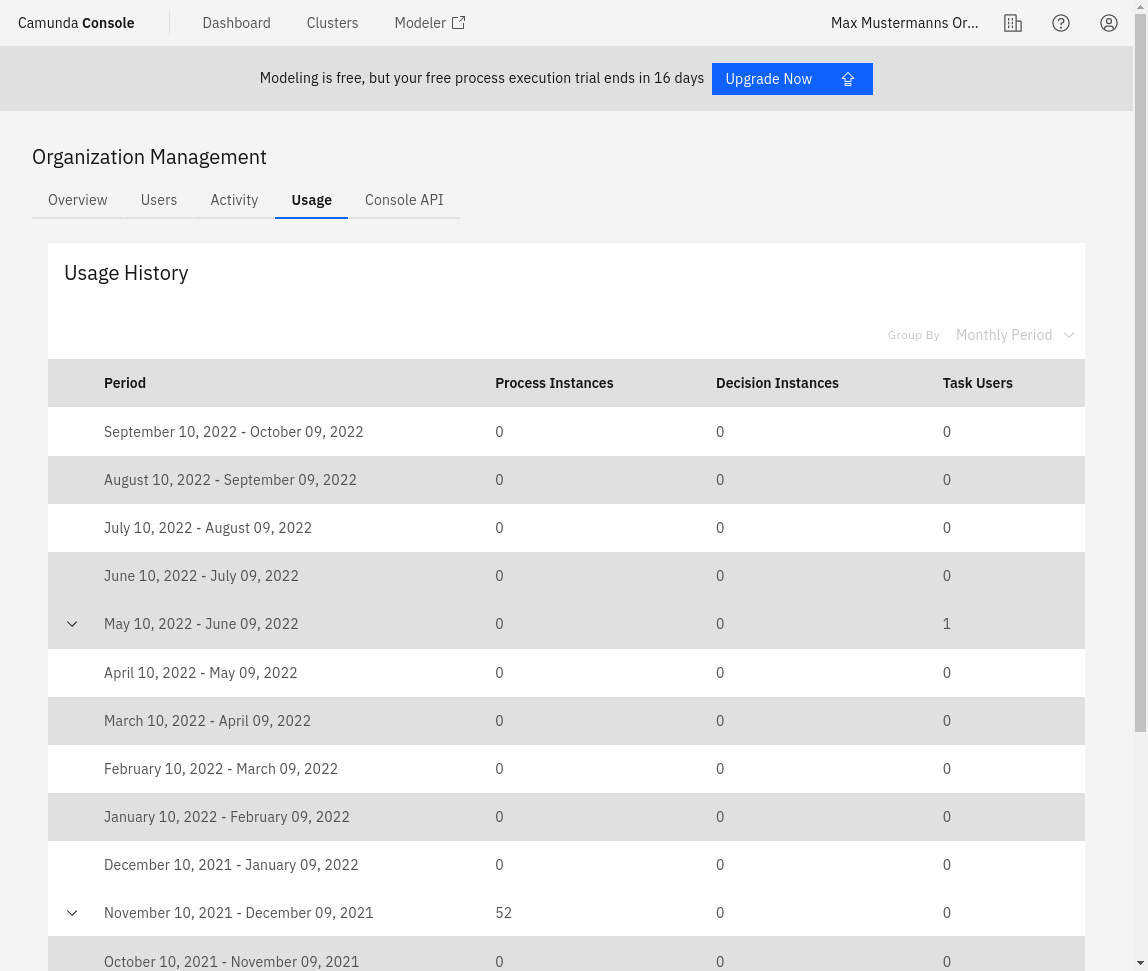 Camunda Console Dashboard Clusters Modeler Max Mustermanns Or...
Modeling is free, but your free process execution trial ends in 16 days Upgrade Now
Organization Management
Overview Users Activity Usage Console API
Usage History
Group By Monthly Period
Period Process Instances Decision Instances Task Users
September 10, 2022 - October 09, 2022 0 0 0
August 10, 2022 - September 09, 2022 0 0 0
July 10, 2022 - August 09, 2022 0 0 0
June 10, 2022 - July 09, 2022 0 0 0
May 10, 2022 - June 09, 2022 0 0 1
April 10, 2022 - May 09, 2022 0 0 0
March 10, 2022 - April 09, 2022 0 0 0
February 10, 2022 - March 09, 2022 0 0 0
January 10, 2022 - February 09, 2022 0 0 0
December 10, 2021 - January 09, 2022 0 0 0
November 10, 2021 - December 09, 2021 52 0 0
October 10, 2021 - November 09, 2021 0 0 0